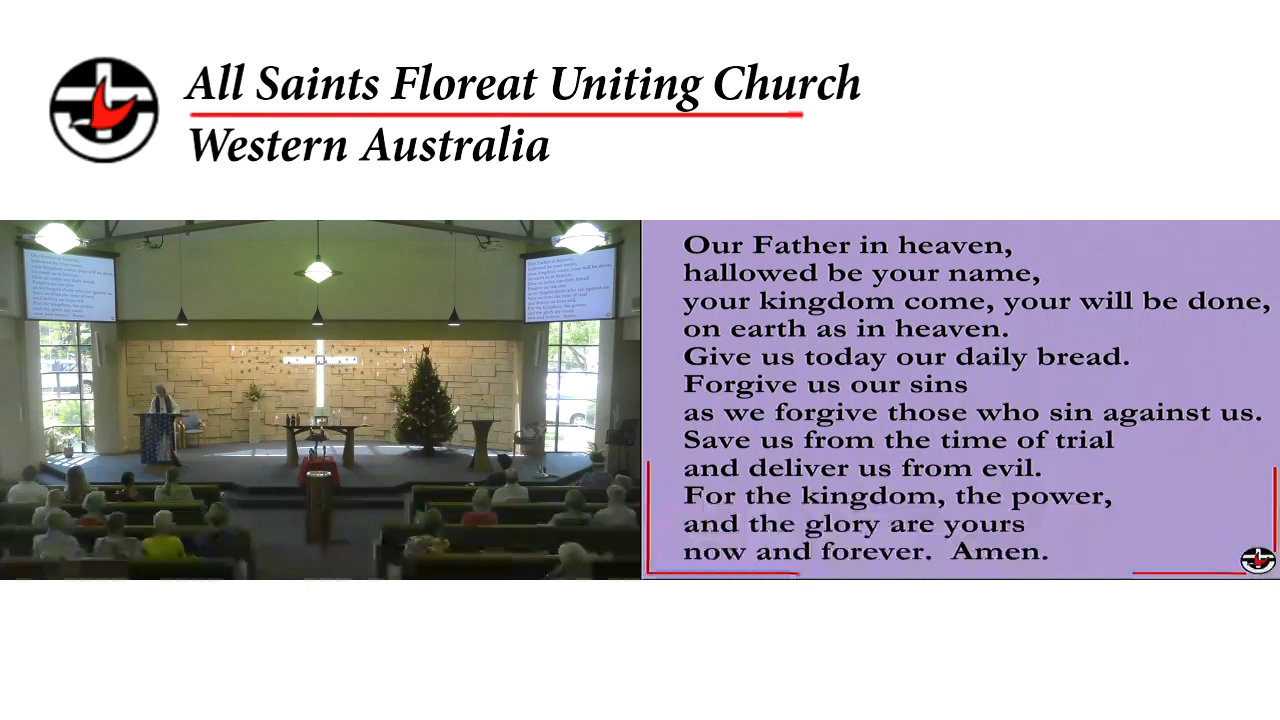 All Saints Floreat Uniting Church
Western Australia
Our Father in heaven,
hallowed be your name,
your kingdom come, your will be done,
on earth as in heaven.
Give us today our daily bread.
Forgive us our sins
as we forgive those who sin against us.
Save us from the time of trial
and deliver us from evil.
For the kingdom, the power,
and the glory are yours
now and forever. Amen.